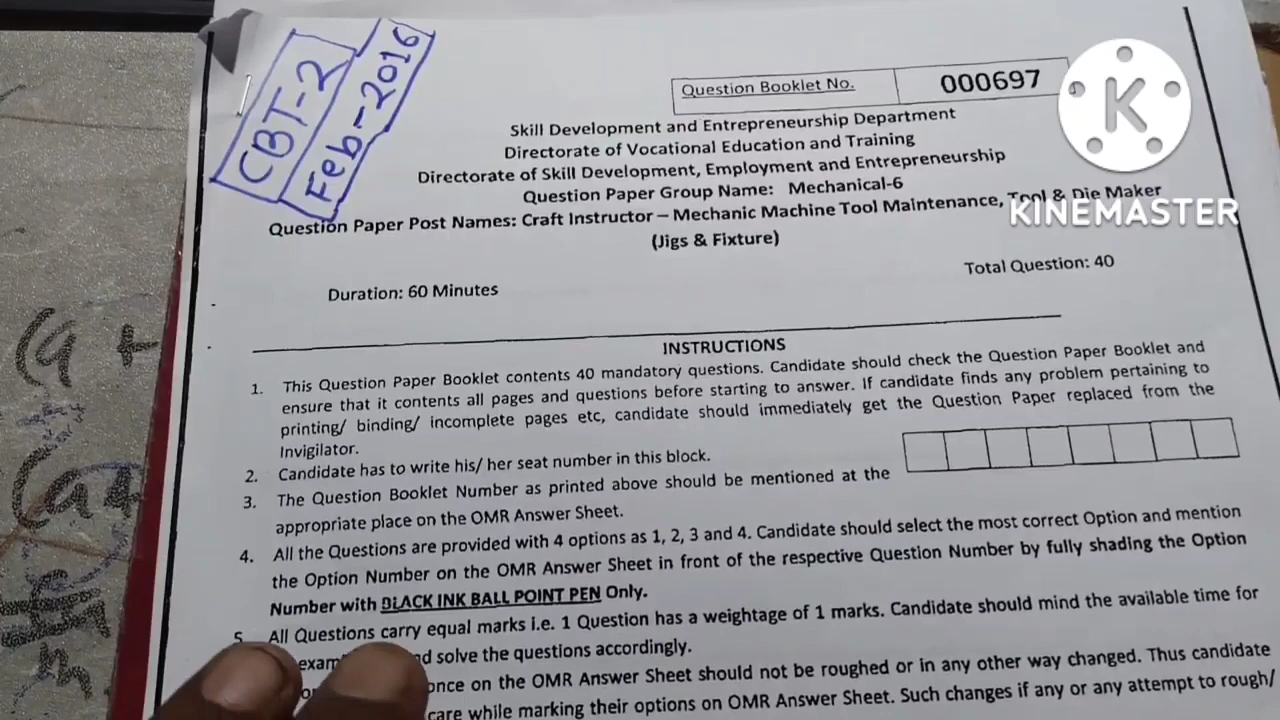 CBT-2
Feb-2016
Question Booklet No. 000697
Skill Development and Entrepreneurship Department
Directorate of Vocational Education and Training
Directorate of Skill Development, Employment and Entrepreneurship
Question Paper Group Name: Mechanical-6
Question Paper Post Names: Craft Instructor – Mechanic Machine Tool Maintenance, Tool & Die Maker
KINEMASTER
(Jigs & Fixture)
Duration: 60 Minutes
Total Question: 40
INSTRUCTIONS
1. This Question Paper Booklet contents 40 mandatory questions. Candidate should check the Question Paper Booklet and
ensure that it contents all pages and questions before starting to answer. If candidate finds any problem pertaining to
printing/ binding/ incomplete pages etc, candidate should immediately get the Question Paper replaced from the
Invigilator.
2. Candidate has to write his/ her seat number in this block.
3. The Question Booklet Number as printed above should be mentioned at the
appropriate place on the OMR Answer Sheet.
4. All the Questions are provided with 4 options as 1, 2, 3 and 4. Candidate should select the most correct Option and mention
the Option Number on the OMR Answer Sheet in front of the respective Question Number by fully shading the Option
Number with BLACK INK BALL POINT PEN Only.
5. All Questions carry equal marks i.e. 1 Question has a weightage of 1 marks. Candidate should mind the available time for
solve the questions accordingly.
once on the OMR Answer Sheet should not be roughed or in any other way changed. Thus candidate
care while marking their options on OMR Answer Sheet. Such changes if any or any attempt to rough/